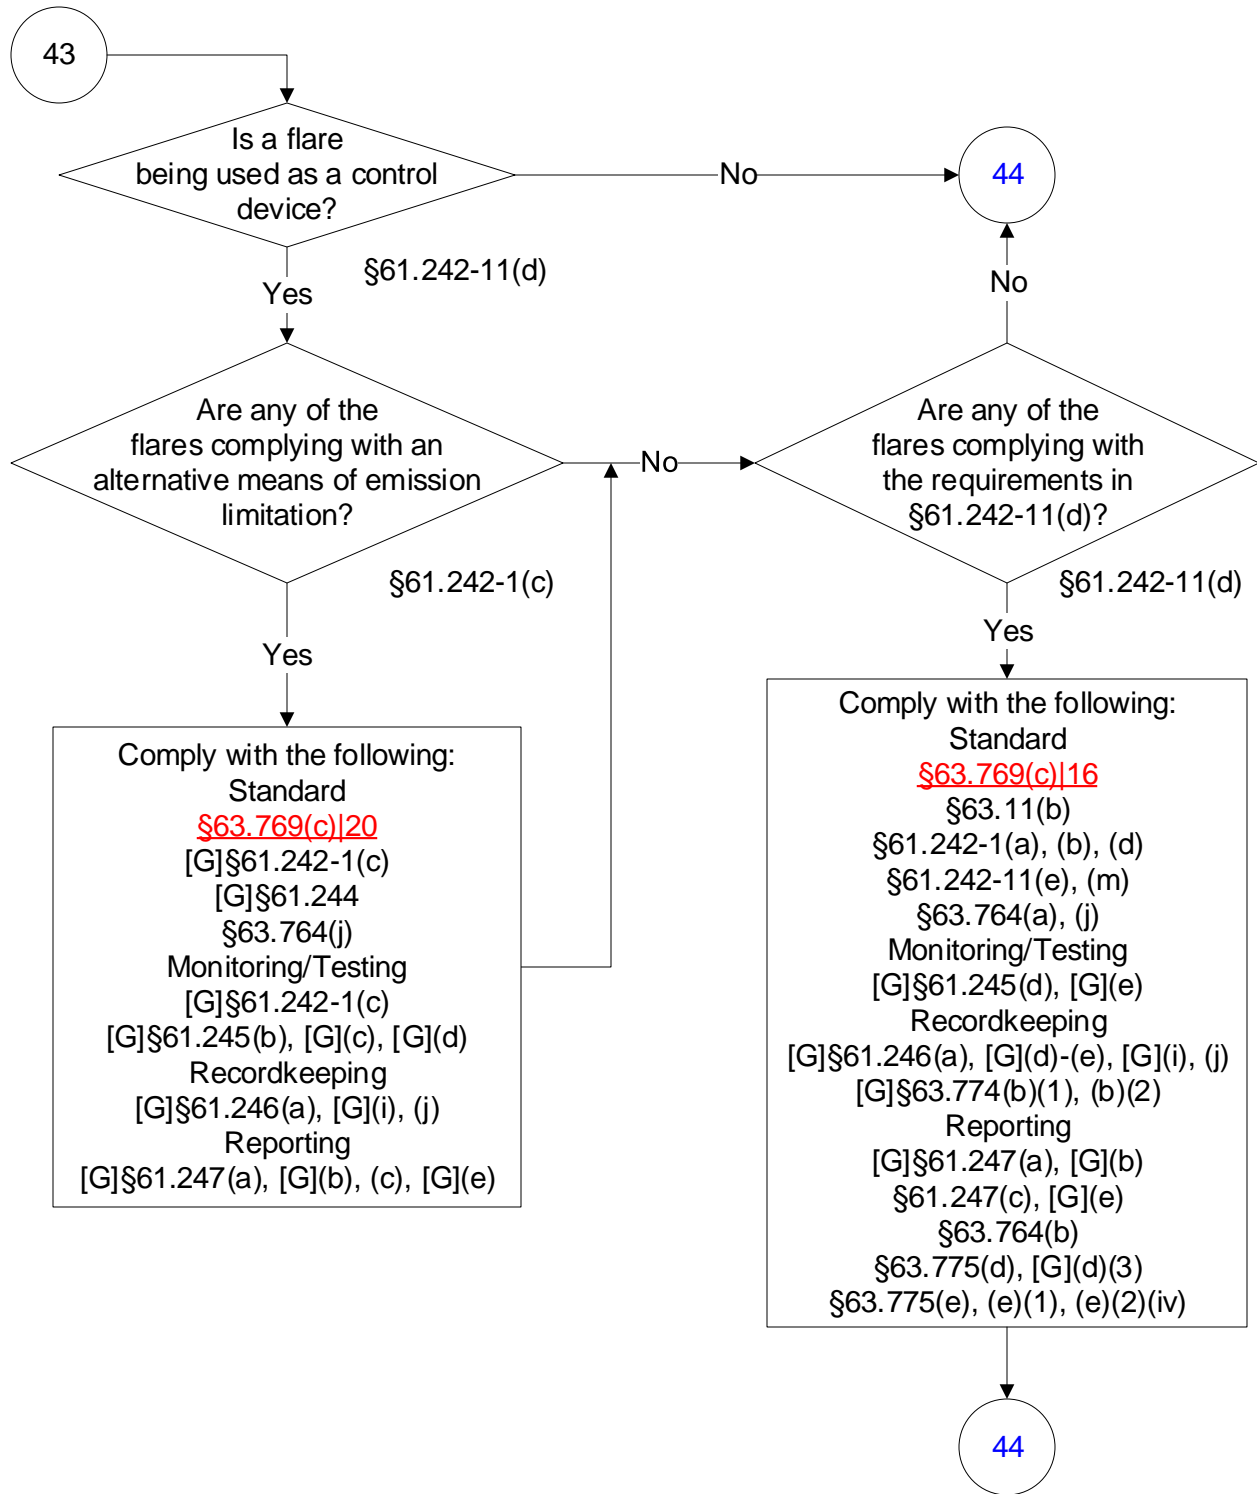 43
Is a flare
being used as a control
device?
No
44
§61.242-11(d)
Yes
No
Are any of the
flares complying with an
alternative means of emission
limitation?
No
Are any of the
flares complying with
the requirements in
§61.242-11(d)?
§61.242-1(c)
§61.242-11(d)
Yes
Yes
Comply with the following:
Standard
§63.769(c)|20
[G]§61.242-1(c)
[G]§61.244
§63.764(j)
Monitoring/Testing
[G]§61.242-1(c)
[G]§61.245(b), [G](c), [G](d)
Recordkeeping
[G]§61.246(a), [G](i), (j)
Reporting
[G]§61.247(a), [G](b), (c), [G](e)
Comply with the following:
Standard
§63.769(c)|16
§63.11(b)
§61.242-1(a), (b), (d)
§61.242-11(e), (m)
§63.764(a), (j)
Monitoring/Testing
[G]§61.245(d), [G](e)
Recordkeeping
[G]§61.246(a), [G](d)-(e), [G](i), (j)
[G]§63.774(b)(1), (b)(2)
Reporting
[G]§61.247(a), [G](b)
§61.247(c), [G](e)
§63.764(b)
§63.775(d), [G](d)(3)
§63.775(e), (e)(1), (e)(2)(iv)
44